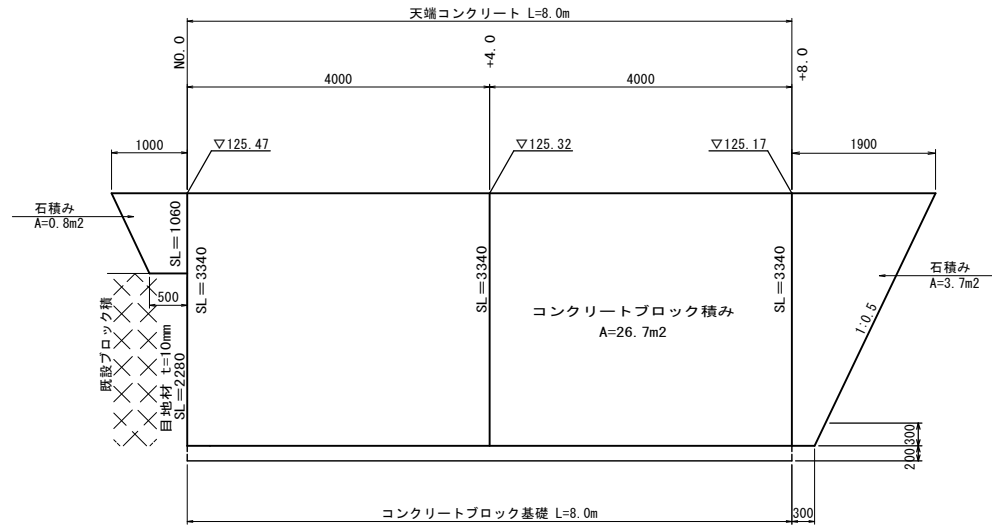 天端コンクリート L=8.0m
NO.0
+4.0
+8.0
4000
4000
1000
▽125.47
▽125.32
▽125.17
1900
石積み
A=0.8m2
SL=1060
SL=3340
SL=3340
SL=3340
石積み
A=3.7m2
500
コンクリートブロック積み
A=26.7m2
1:0.5
既設ブロック積
目地材 t=10mm
SL=2280
300
200
コンクリートブロック基礎 L=8.0m
300